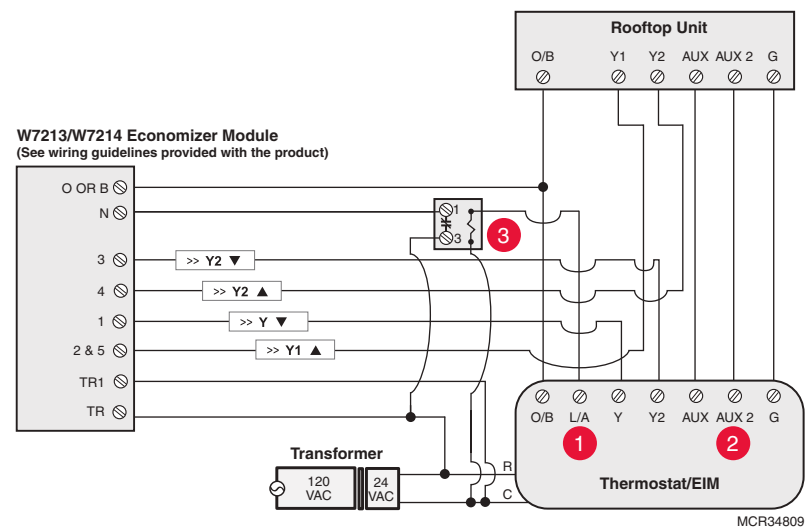 Rooftop Unit
O/B Y1 Y2 AUX AUX 2 G
W7213/W7214 Economizer Module
(See wiring guidelines provided with the product)
O OR B
N
1
3
3
3 >> Y2 ▼
4 >> Y2 ▲
1 >> Y ▼
2 & 5 >> Y1 ▲
TR1
TR
O/B L/A Y Y2 AUX AUX 2 G
1
2
Transformer
120 VAC
24 VAC
R
C
Thermostat/EIM
MCR34809